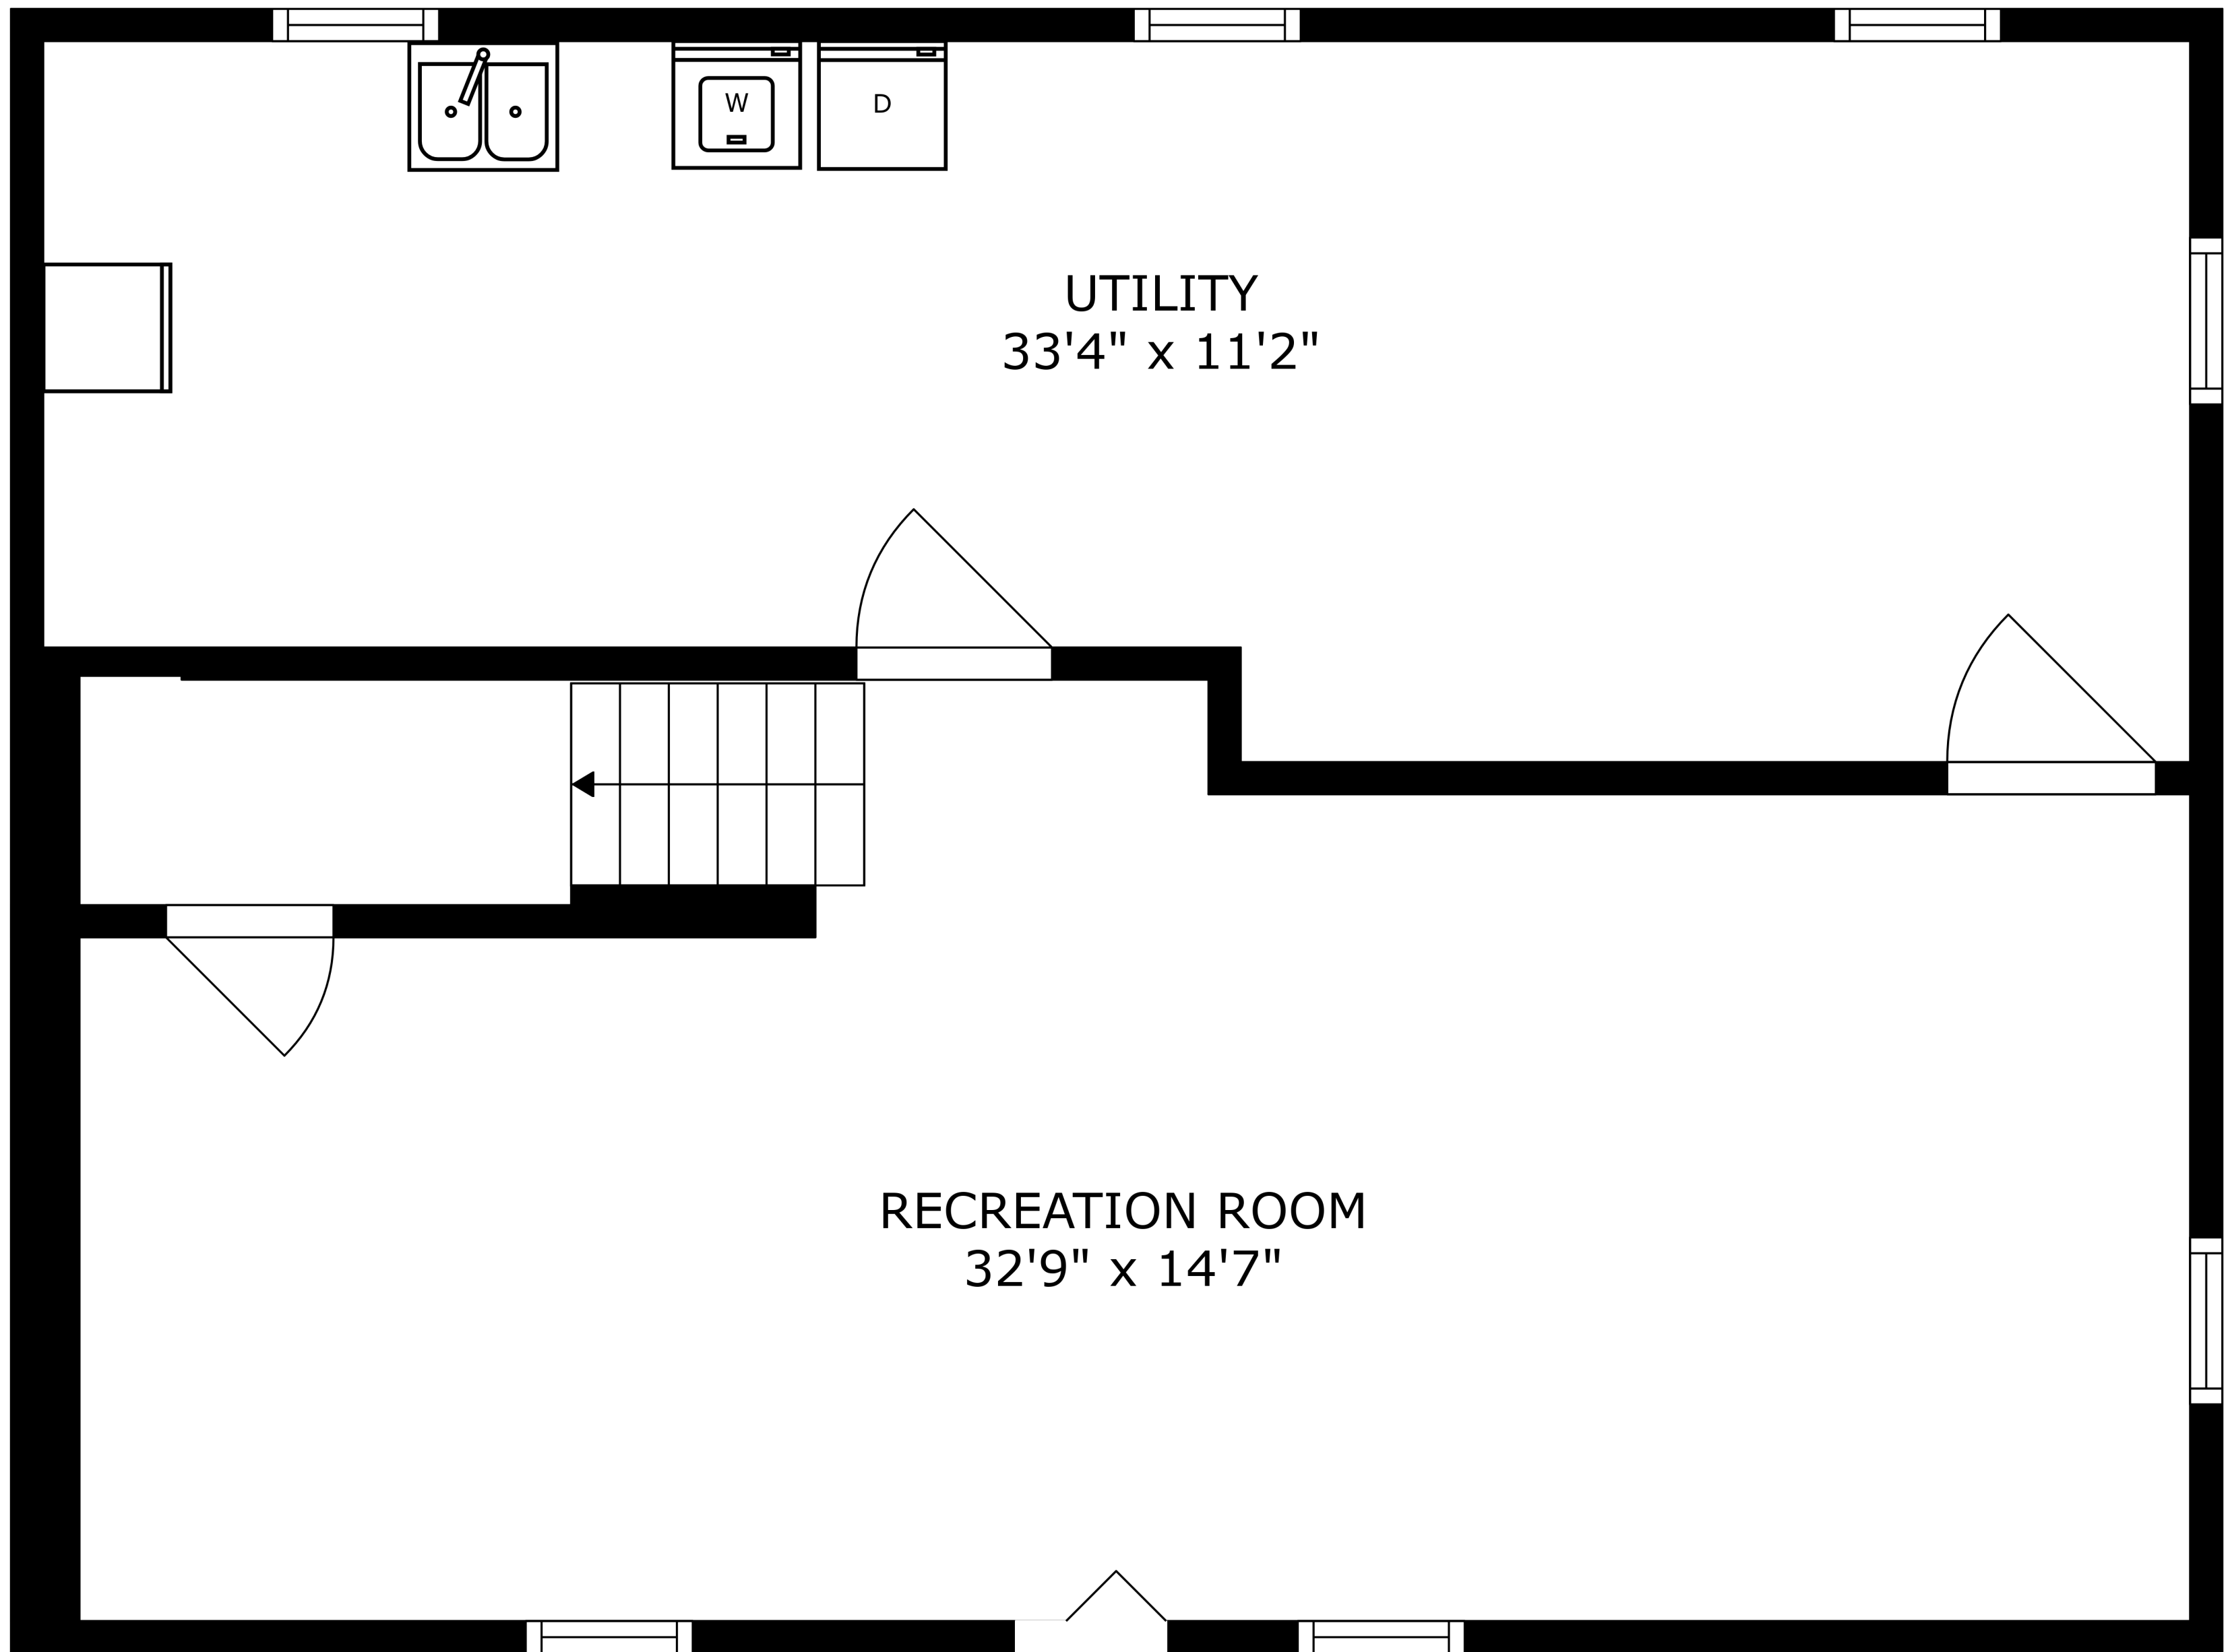 W
D
UTILITY
33'4" x 11'2"
RECREATION ROOM
32'9" x 14'7"